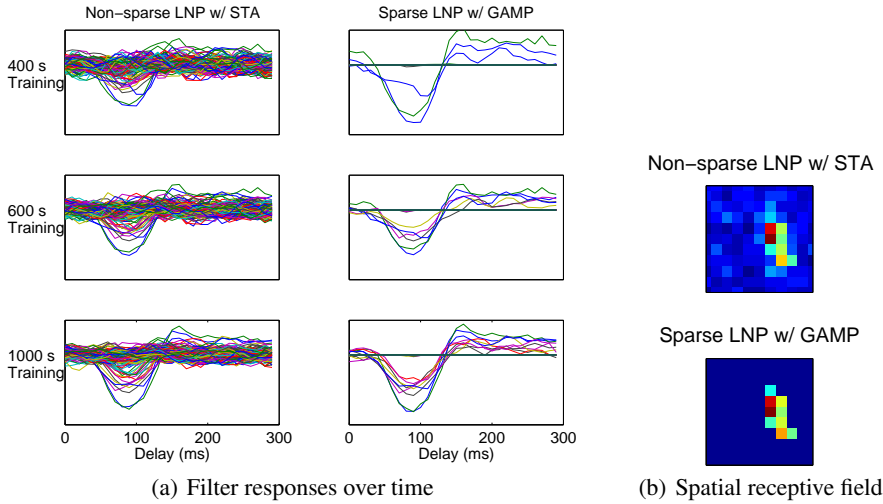 Non−sparse LNP w/ STA
Sparse LNP w/ GAMP
400 s
Training
600 s
Training
1000 s
Training
0 100 200 300
Delay (ms)
0 100 200 300
Delay (ms)
(a) Filter responses over time
Non−sparse LNP w/ STA
Sparse LNP w/ GAMP
(b) Spatial receptive field